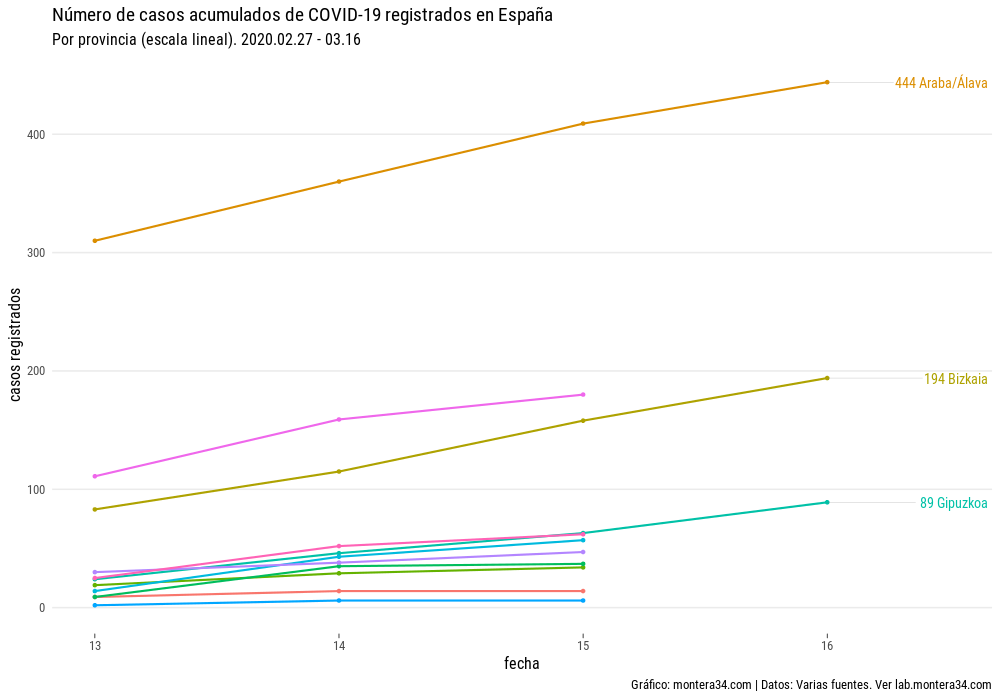 Número de casos acumulados de COVID-19 registrados en España
Por provincia (escala lineal). 2020.02.27 - 03.16
444 Araba/Álava
400
300
casos registrados
200
194 Bizkaia
100
89 Gipuzkoa
0
13 14 15 16
fecha
Gráfico: montera34.com | Datos: Varias fuentes. Ver lab.montera34.com